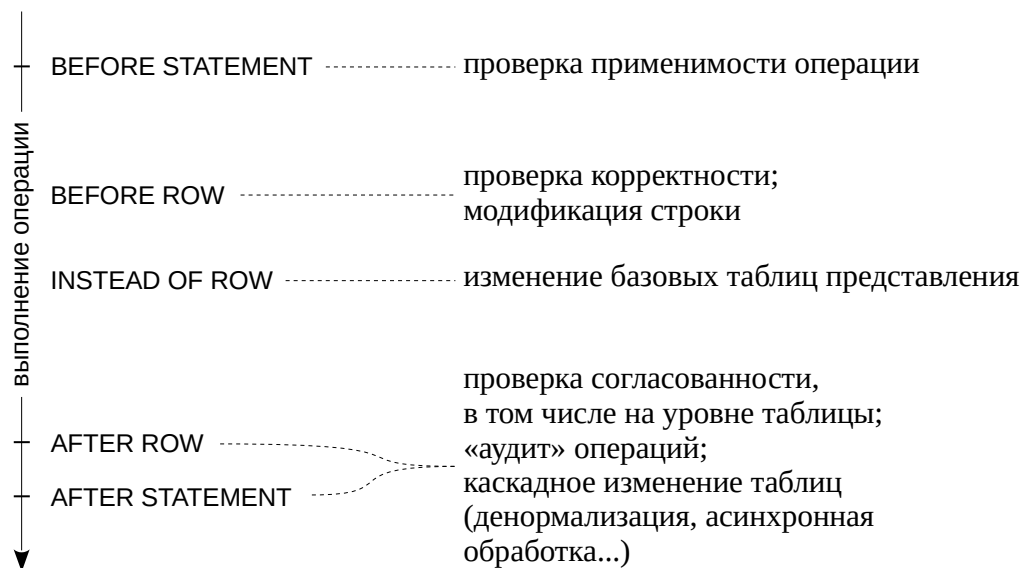 BEFORE STATEMENT
проверка применимости операции
выполнение операции
BEFORE ROW
проверка корректности;
модификация строки
INSTEAD OF ROW
изменение базовых таблиц представления
AFTER ROW
AFTER STATEMENT
проверка согласованности,
в том числе на уровне таблицы;
«аудит» операций;
каскадное изменение таблиц
(денормализация, асинхронная
обработка...)